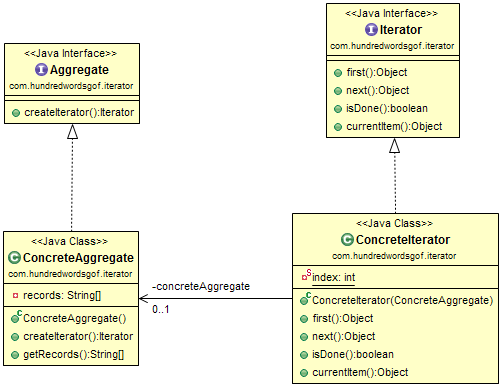 <<Java Interface>>
Aggregate
com.hundredwordsgof.iterator
createIterator():Iterator
<<Java Interface>>
Iterator
com.hundredwordsgof.iterator
first():Object
next():Object
isDone():boolean
currentItem():Object
<<Java Class>>
ConcreteAggregate
com.hundredwordsgof.iterator
records: String[]
ConcreteAggregate()
createIterator():Iterator
getRecords():String[]
-concreteAggregate
0..1
<<Java Class>>
ConcreteIterator
com.hundredwordsgof.iterator
index: int
ConcreteIterator(ConcreteAggregate)
first():Object
next():Object
isDone():boolean
currentItem():Object